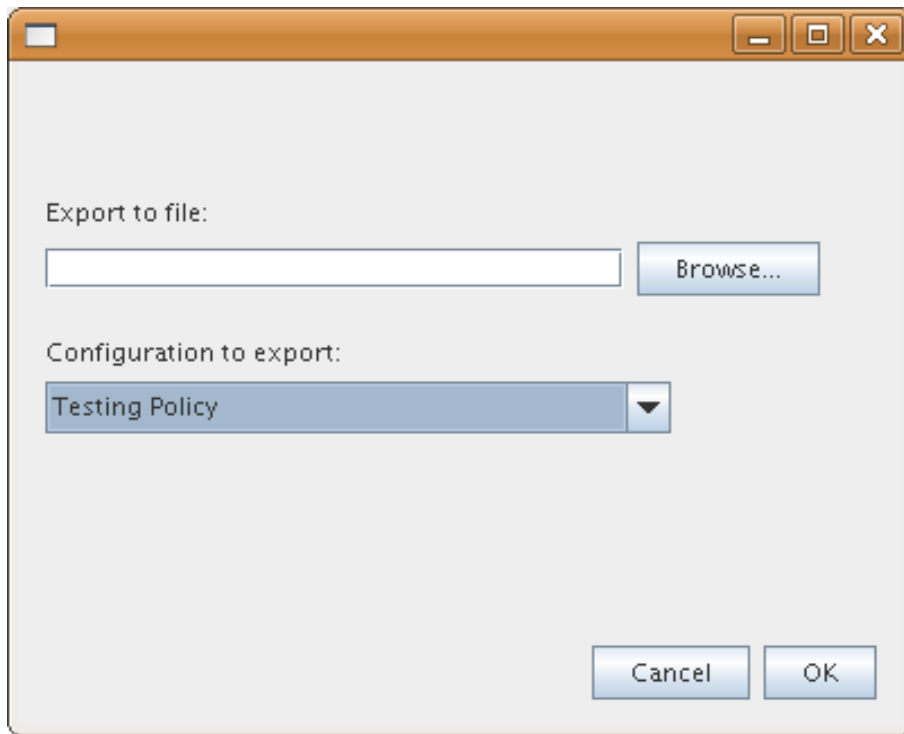 Export to file:
Browse...
Configuration to export:
Testing Policy
Cancel
OK